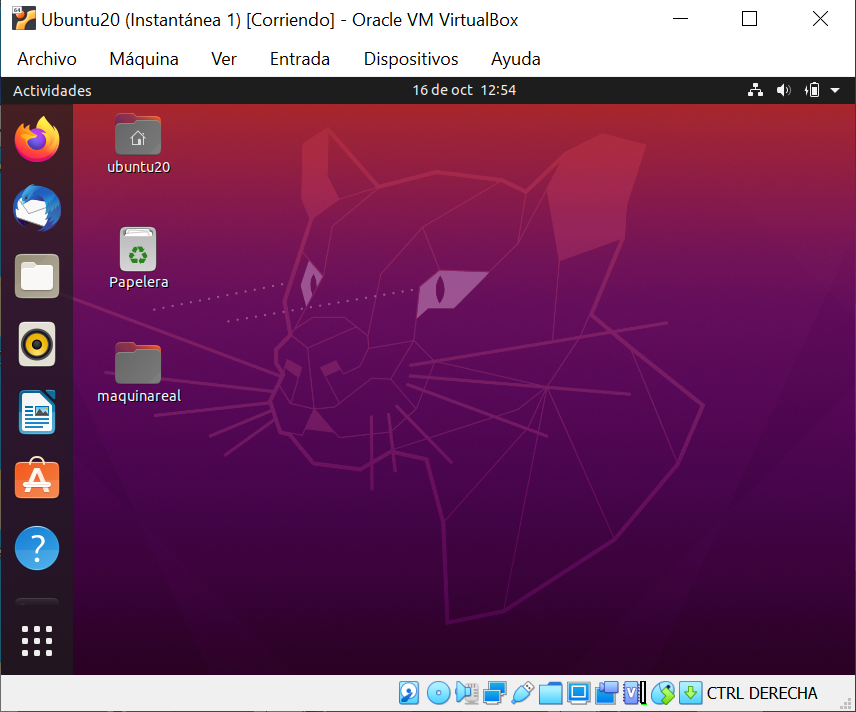 Ubuntu20 (Instantánea 1) [Corriendo] - Oracle VM VirtualBox
Archivo Máquina Ver Entrada Dispositivos Ayuda
Actividades 16 de oct 12:54
ubuntu20
Papelera
maquinareal
CTRL DERECHA